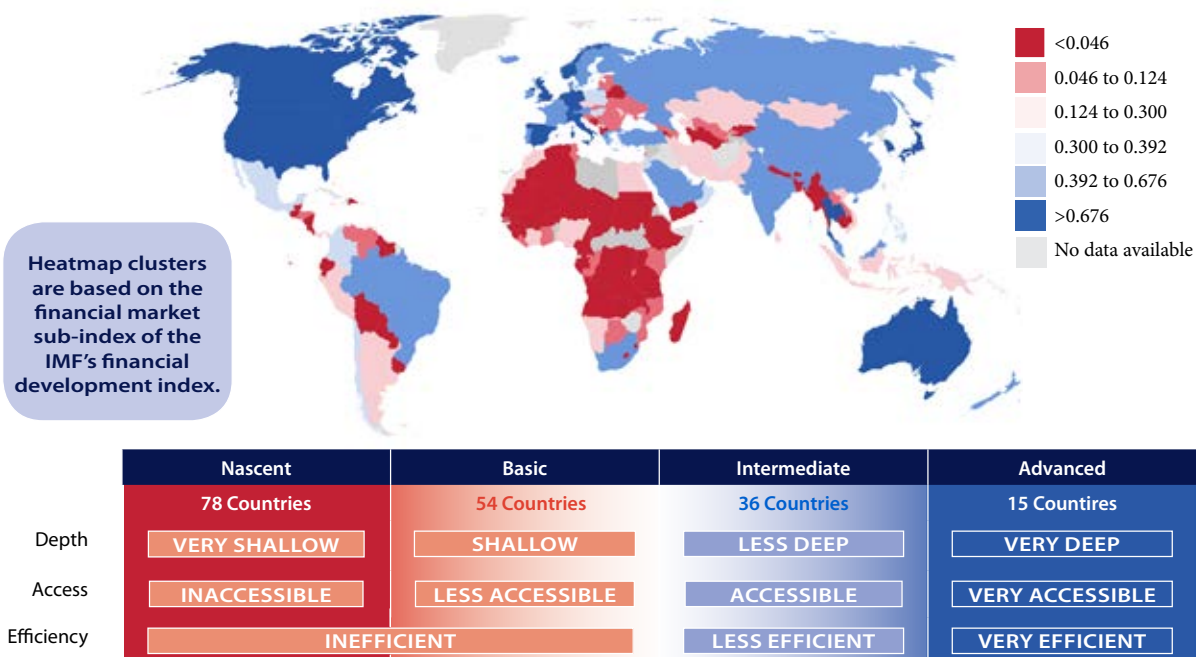 <0.046
0.046 to 0.124
0.124 to 0.300
0.300 to 0.392
0.392 to 0.676
>0.676
No data available
Heatmap clusters
are based on the
financial market
sub-index of the
IMF’s financial
development index.
Nascent Basic Intermediate Advanced
78 Countries 54 Countries 36 Countries 15 Countires
Depth VERY SHALLOW SHALLOW LESS DEEP VERY DEEP
Access INACCESSIBLE LESS ACCESSIBLE ACCESSIBLE VERY ACCESSIBLE
Efficiency INEFFICIENT LESS EFFICIENT VERY EFFICIENT